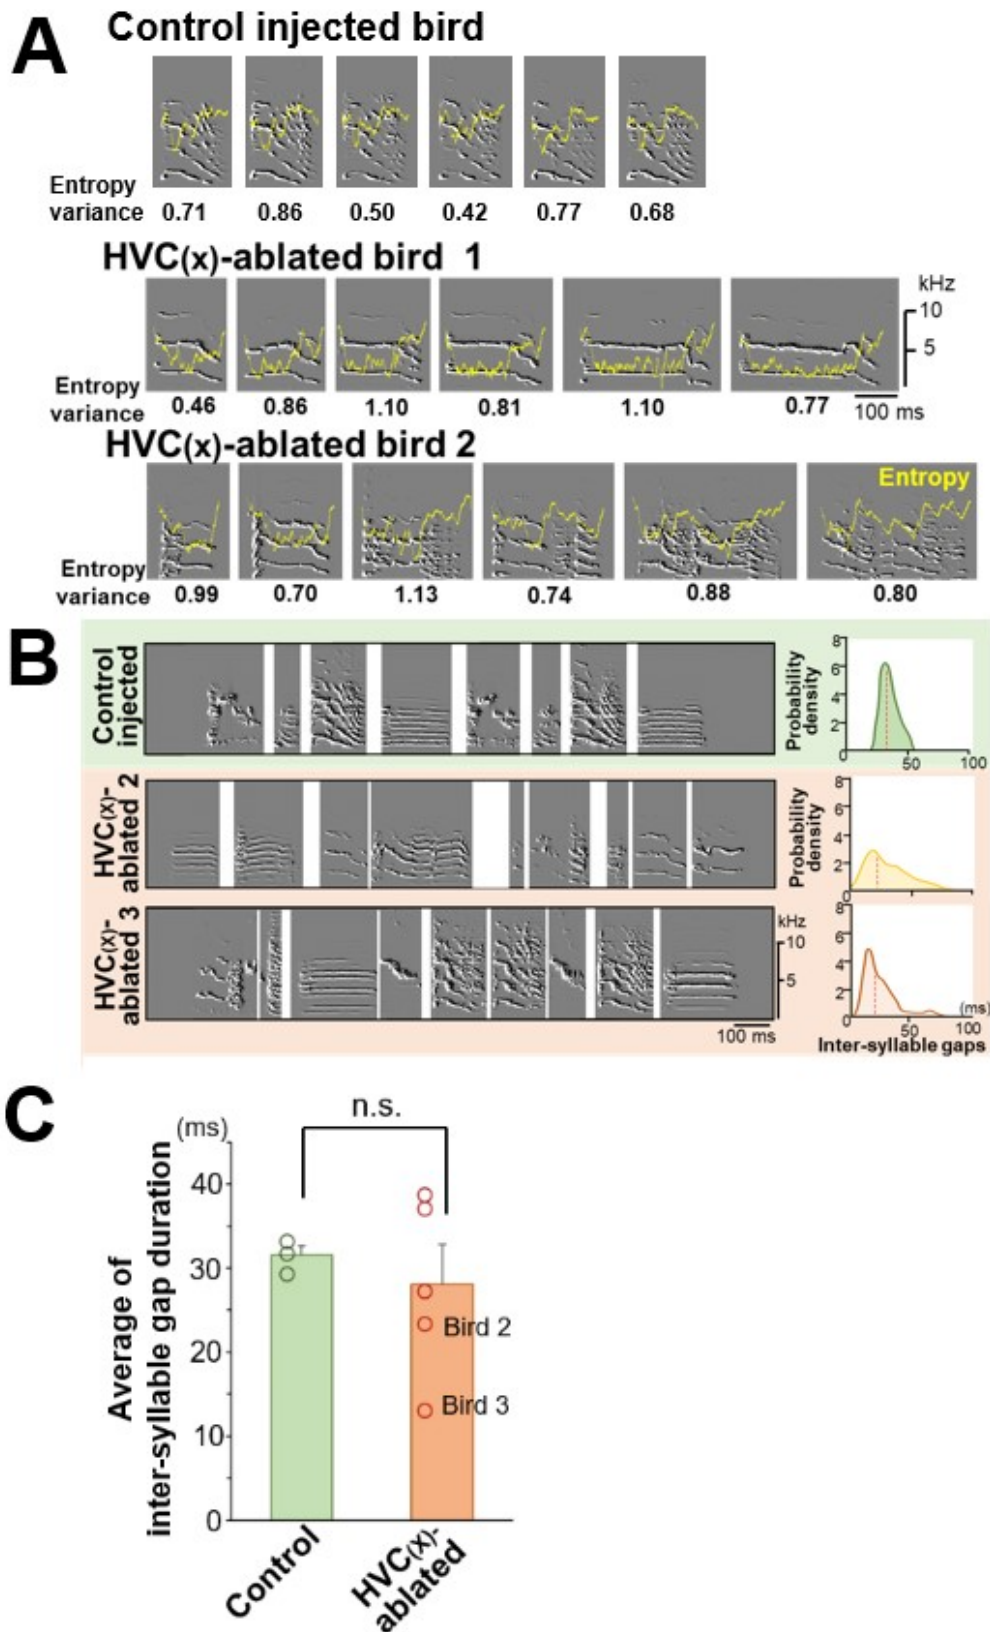 A
Control injected bird
Entropy
variance 0.71 0.86 0.50 0.42 0.77 0.68
HVC(x)-ablated bird 1
kHz
10
5
Entropy
variance 0.46 0.86 1.10 0.81 1.10 0.77
100 ms
HVC(x)-ablated bird 2
Entropy
Entropy
variance 0.99 0.70 1.13 0.74 0.88 0.80
B
Control
injected
Probability
density
8
6
4
2
0 50 100
HVC(X)-
ablated 2
Probability
density
8
6
4
2
0
HVC(X)-
ablated 3
kHz
10
5
100 ms
8
6
4
2
0 50 100
(ms)
Inter-syllable gaps
C
n.s.
(ms)
Average of
inter-syllable gap duration
40
30
20
10
0
Bird 2
Bird 3
Control
HVC(X)-
ablated